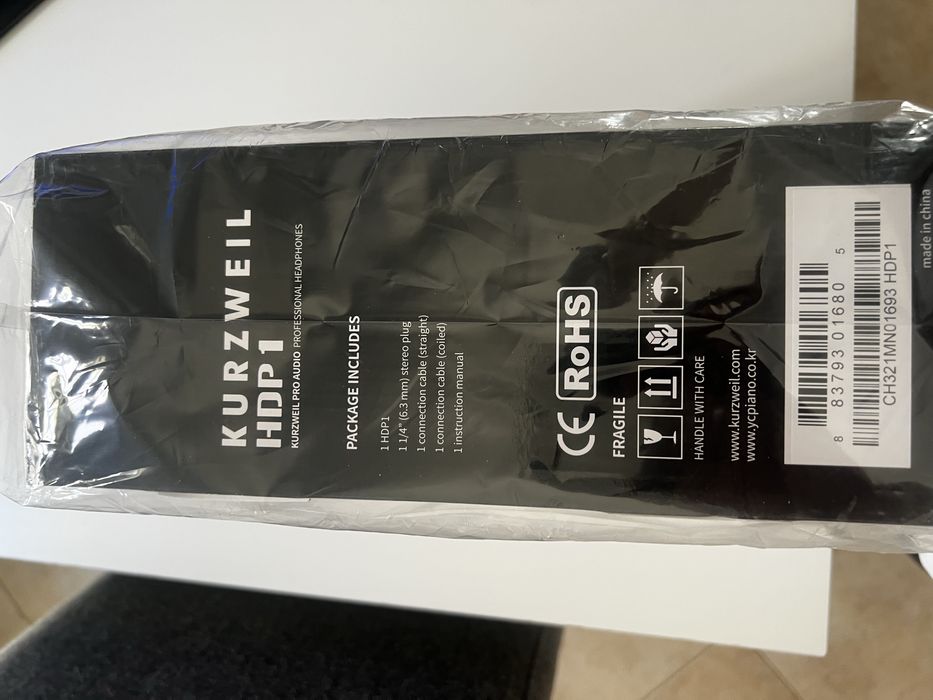 KURZWEIL
HDP1
KURZWEIL PRO AUDIO PROFESSIONAL HEADPHONES
PACKAGE INCLUDES
1 HDP1
1 1/4" (6.3 mm) stereo plug
1 connection cable (straight)
1 connection cable (coiled)
1 instruction manual
CE RoHS
FRAGILE
HANDLE WITH CARE
www.kurzweil.com
www.ycpiano.co.kr
8 83793 01680 5
CH321MN01693 HDP1
made in china